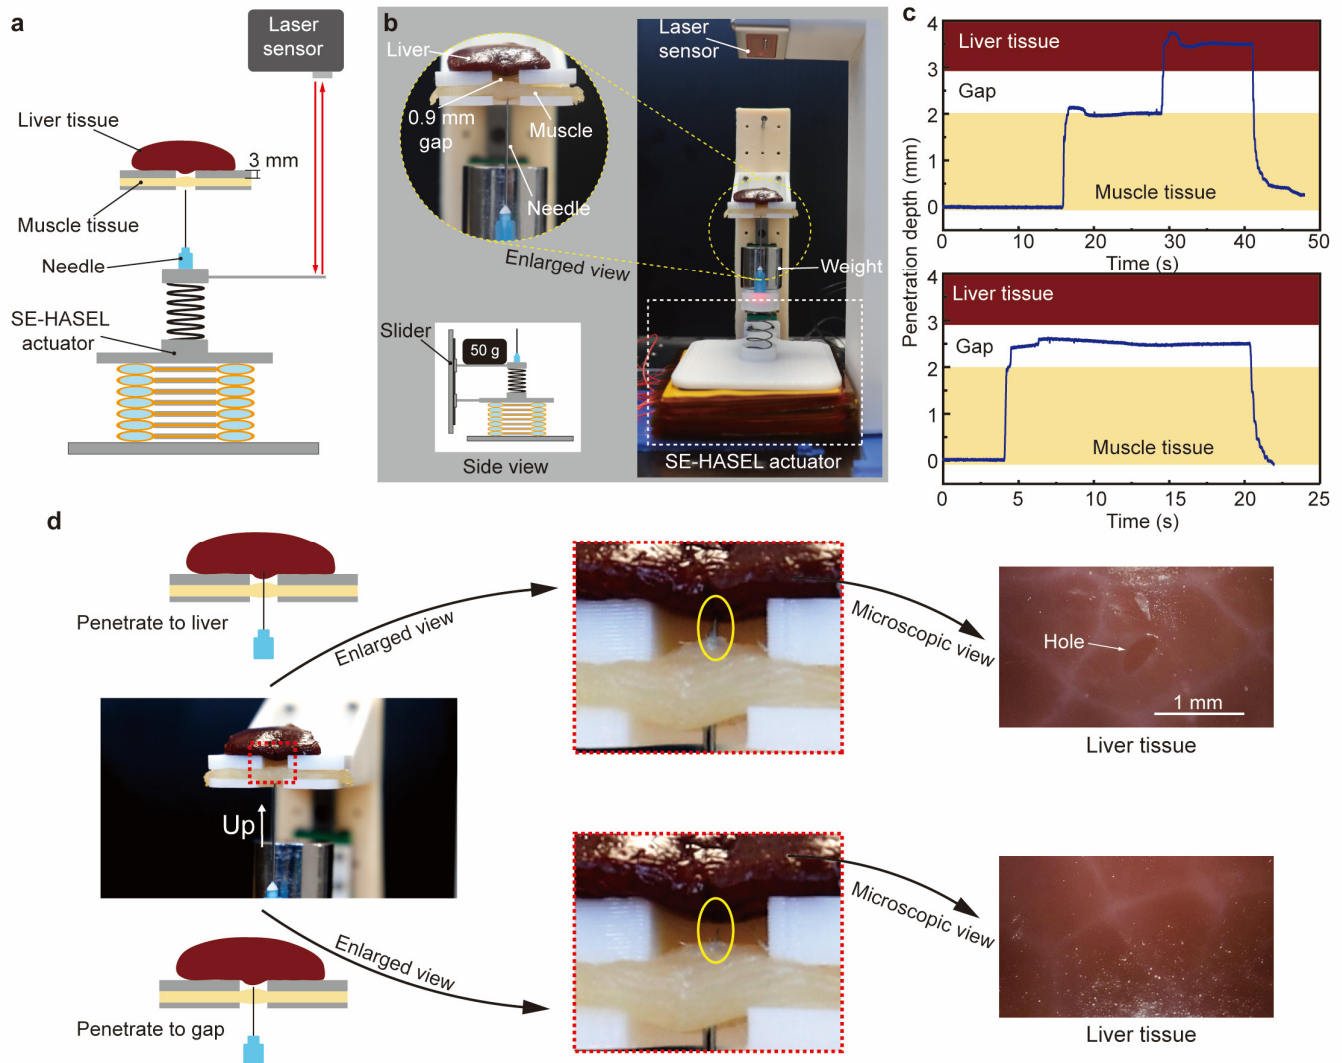 a
Laser
sensor
Liver tissue
3 mm
Muscle tissue
Needle
SE-HASEL
actuator
b
Liver
0.9 mm
gap
Muscle
Needle
Enlarged view
Laser
sensor
Weight
Slider
50 g
Side view
SE-HASEL actuator
c
Penetration depth (mm)
4
3
2
1
0
Liver tissue
Gap
Muscle tissue
0
10
20
30
40
50
Time (s)
4
3
2
1
0
Liver tissue
Gap
Muscle tissue
0
5
10
15
20
25
Time (s)
d
Penetrate to liver
Enlarged view
Microscopic view
Hole
1 mm
Liver tissue
Up
Penetrate to gap
Enlarged view
Microscopic view
Liver tissue